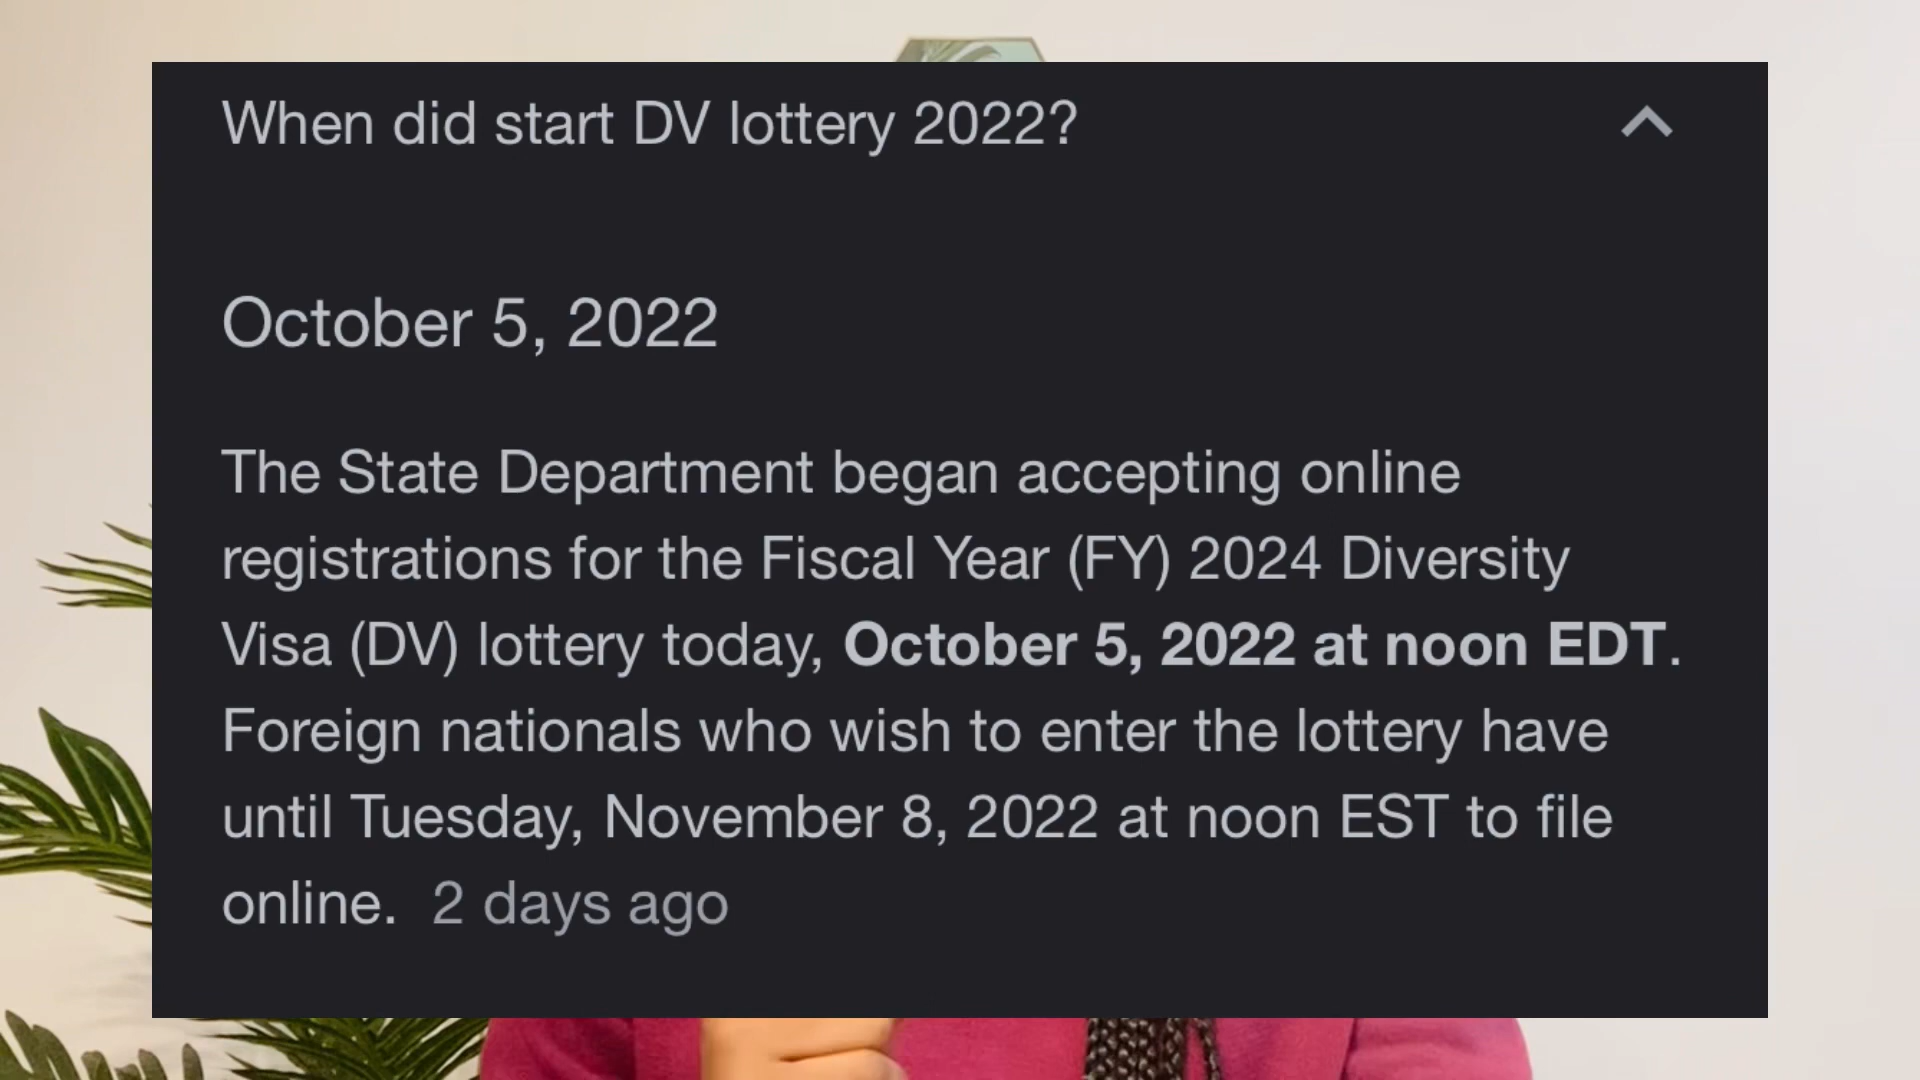 When did start DV lottery 2022?
October 5, 2022
The State Department began accepting online
registrations for the Fiscal Year (FY) 2024 Diversity
Visa (DV) lottery today, October 5, 2022 at noon EDT.
Foreign nationals who wish to enter the lottery have
until Tuesday, November 8, 2022 at noon EST to file
online. 2 days ago